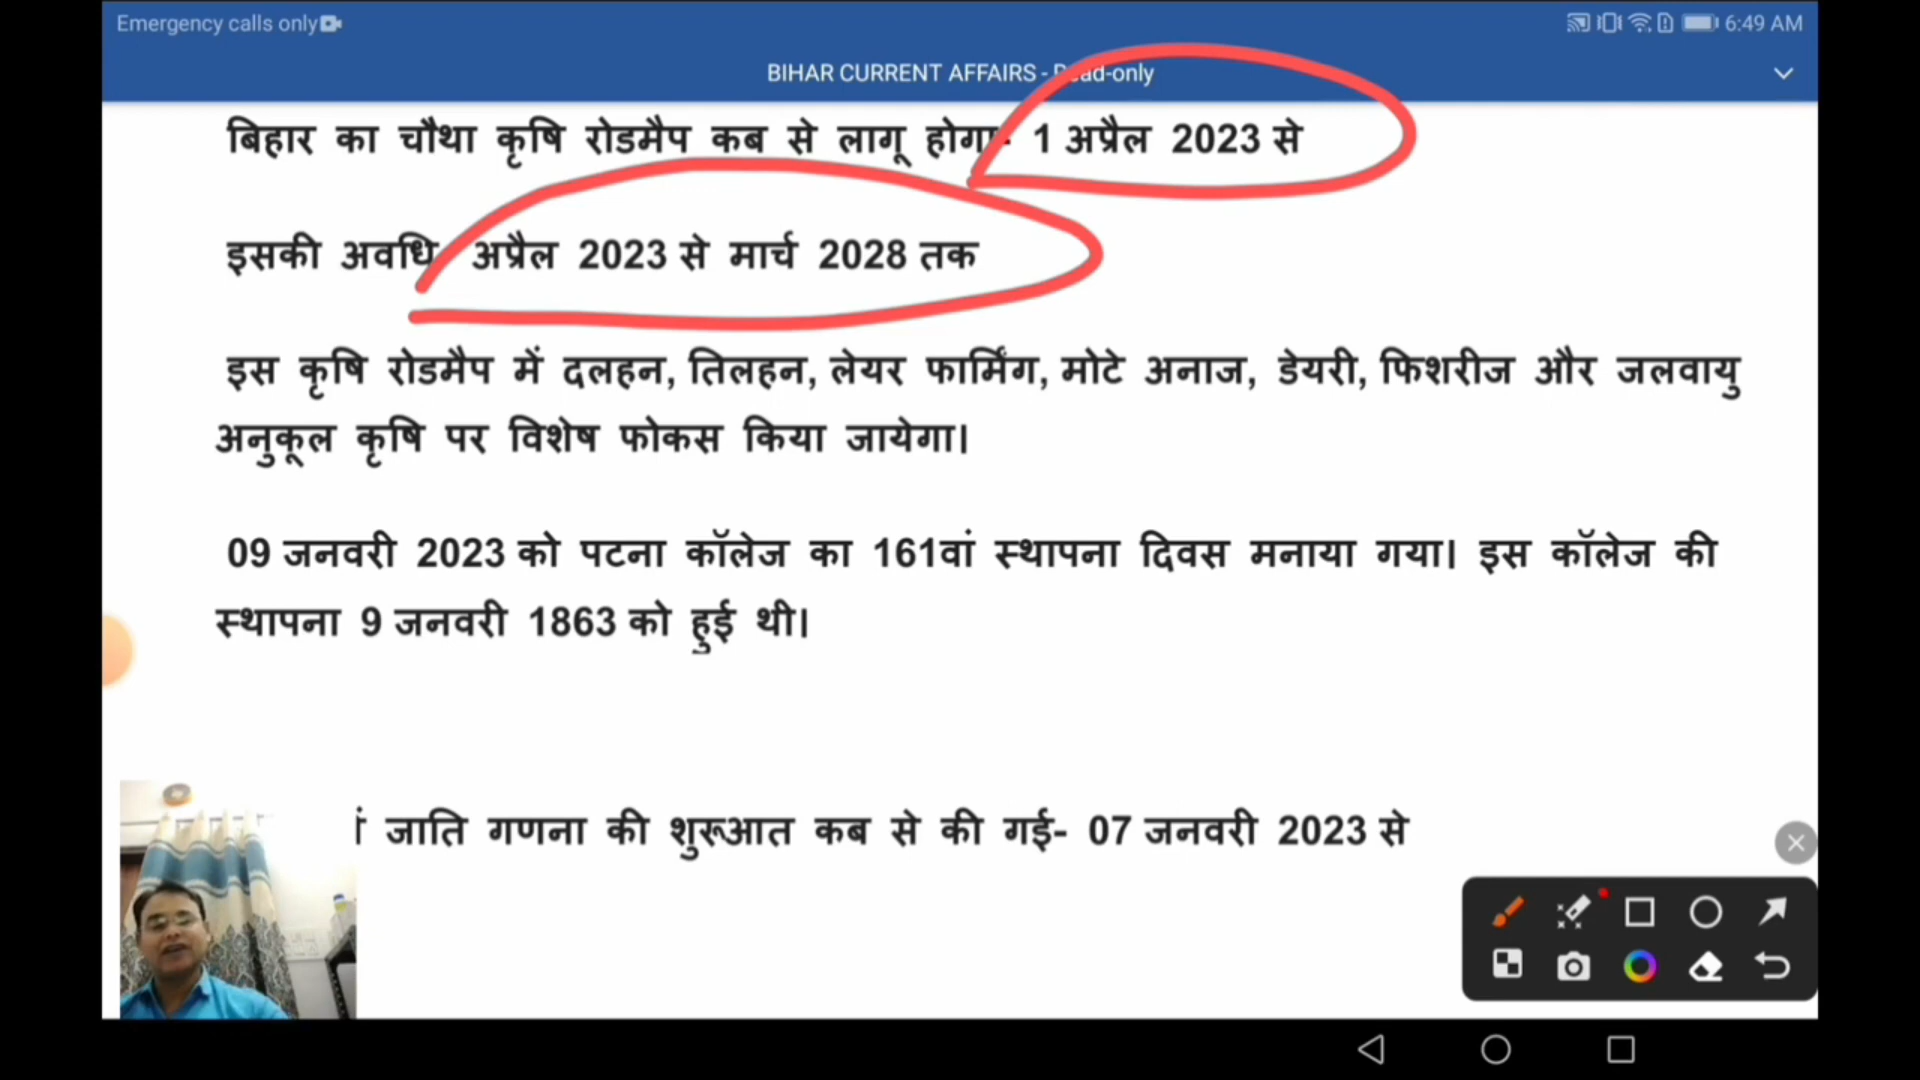 Emergency calls only
6:49 AM
BIHAR CURRENT AFFAIRS - Read-only
बिहार का चौथा कृषि रोडमैप कब से लागू होगा- 1 अप्रैल 2023 से
इसकी अवधि अप्रैल 2023 से मार्च 2028 तक
इस कृषि रोडमैप में दलहन, तिलहन, लेयर फार्मिंग, मोटे अनाज, डेयरी, फिशरीज और जलवायु
अनुकूल कृषि पर विशेष फोकस किया जायेगा।
09 जनवरी 2023 को पटना कॉलेज का 161वां स्थापना दिवस मनाया गया। इस कॉलेज की
स्थापना 9 जनवरी 1863 को हुई थी।
जाति गणना की शुरूआत कब से की गई- 07 जनवरी 2023 से